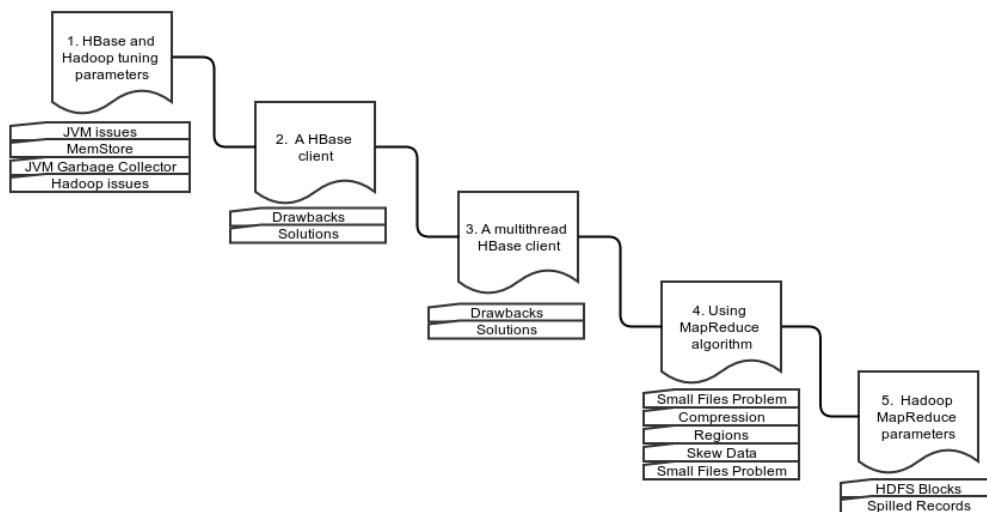 1. HBase and
Hadoop tuning
parameters
JVM issues
MemStore
JVM Garbage Collector
Hadoop issues
2. A HBase
client
Drawbacks
Solutions
3. A multithread
HBase client
Drawbacks
Solutions
4. Using
MapReduce
algorithm
Small Files Problem
Compression
Regions
Skew Data
Small Files Problem
5. Hadoop
MapReduce
parameters
HDFS Blocks
Spilled Records